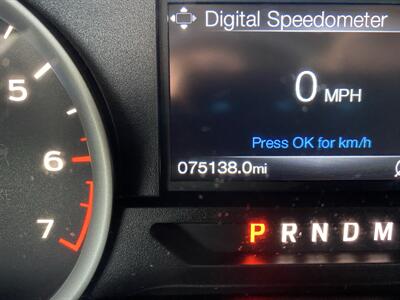 Digital Speedometer
5
0 MPH
6
Press OK for km/h
075138.0mi
7
P R N D M